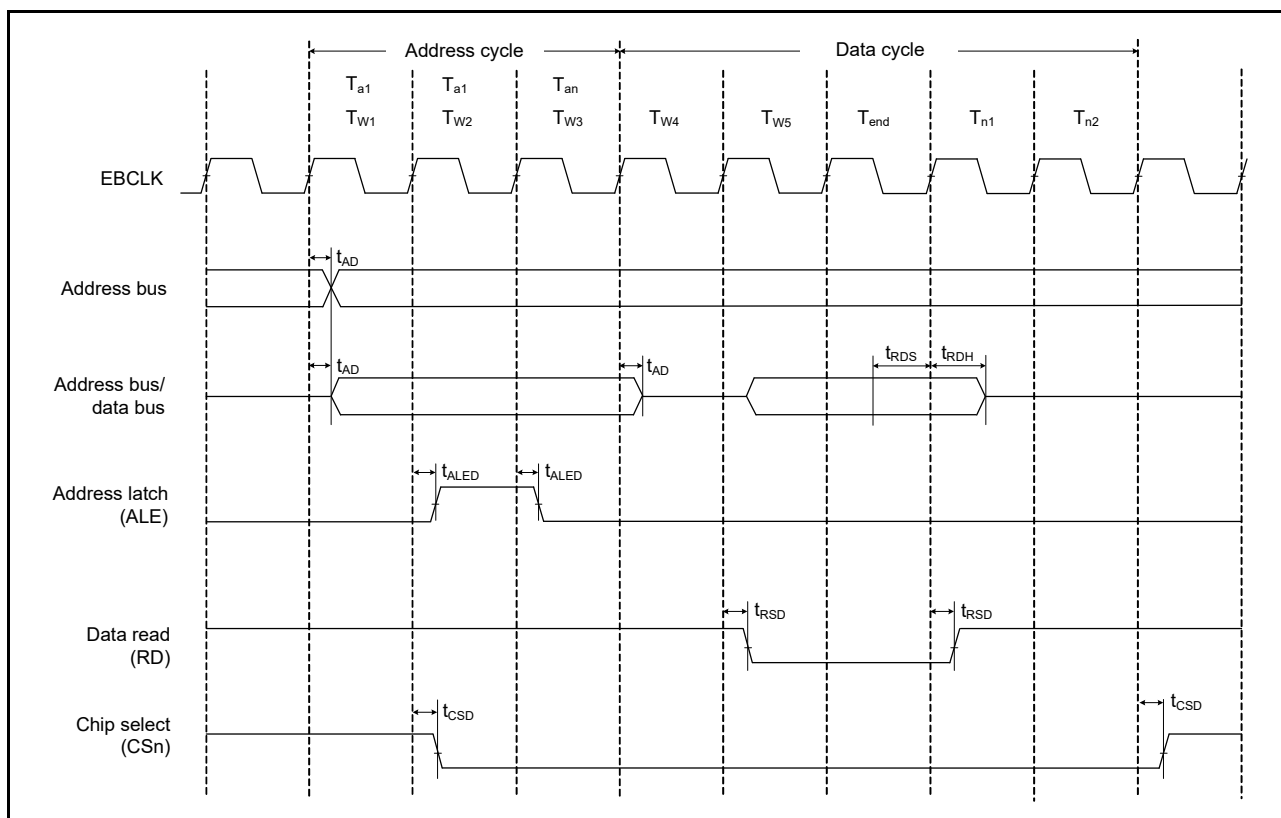 Address cycle Data cycle
Ta1 Ta1 Tan
TW1 TW2 TW3 TW4 TW5 Tend Tn1 Tn2
EBCLK
tAD
Address bus
tAD tAD tRDS tRDH
Address bus/
data bus
tALED tALED
Address latch
(ALE)
tRSD tRSD
Data read
(RD)
tCSD tCSD
Chip select
(CSn)